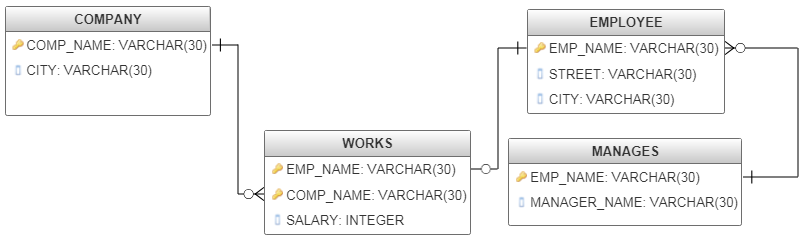 COMPANY
COMP_NAME: VARCHAR(30)
CITY: VARCHAR(30)
EMPLOYEE
EMP_NAME: VARCHAR(30)
STREET: VARCHAR(30)
CITY: VARCHAR(30)
WORKS
EMP_NAME: VARCHAR(30)
COMP_NAME: VARCHAR(30)
SALARY: INTEGER
MANAGES
EMP_NAME: VARCHAR(30)
MANAGER_NAME: VARCHAR(30)